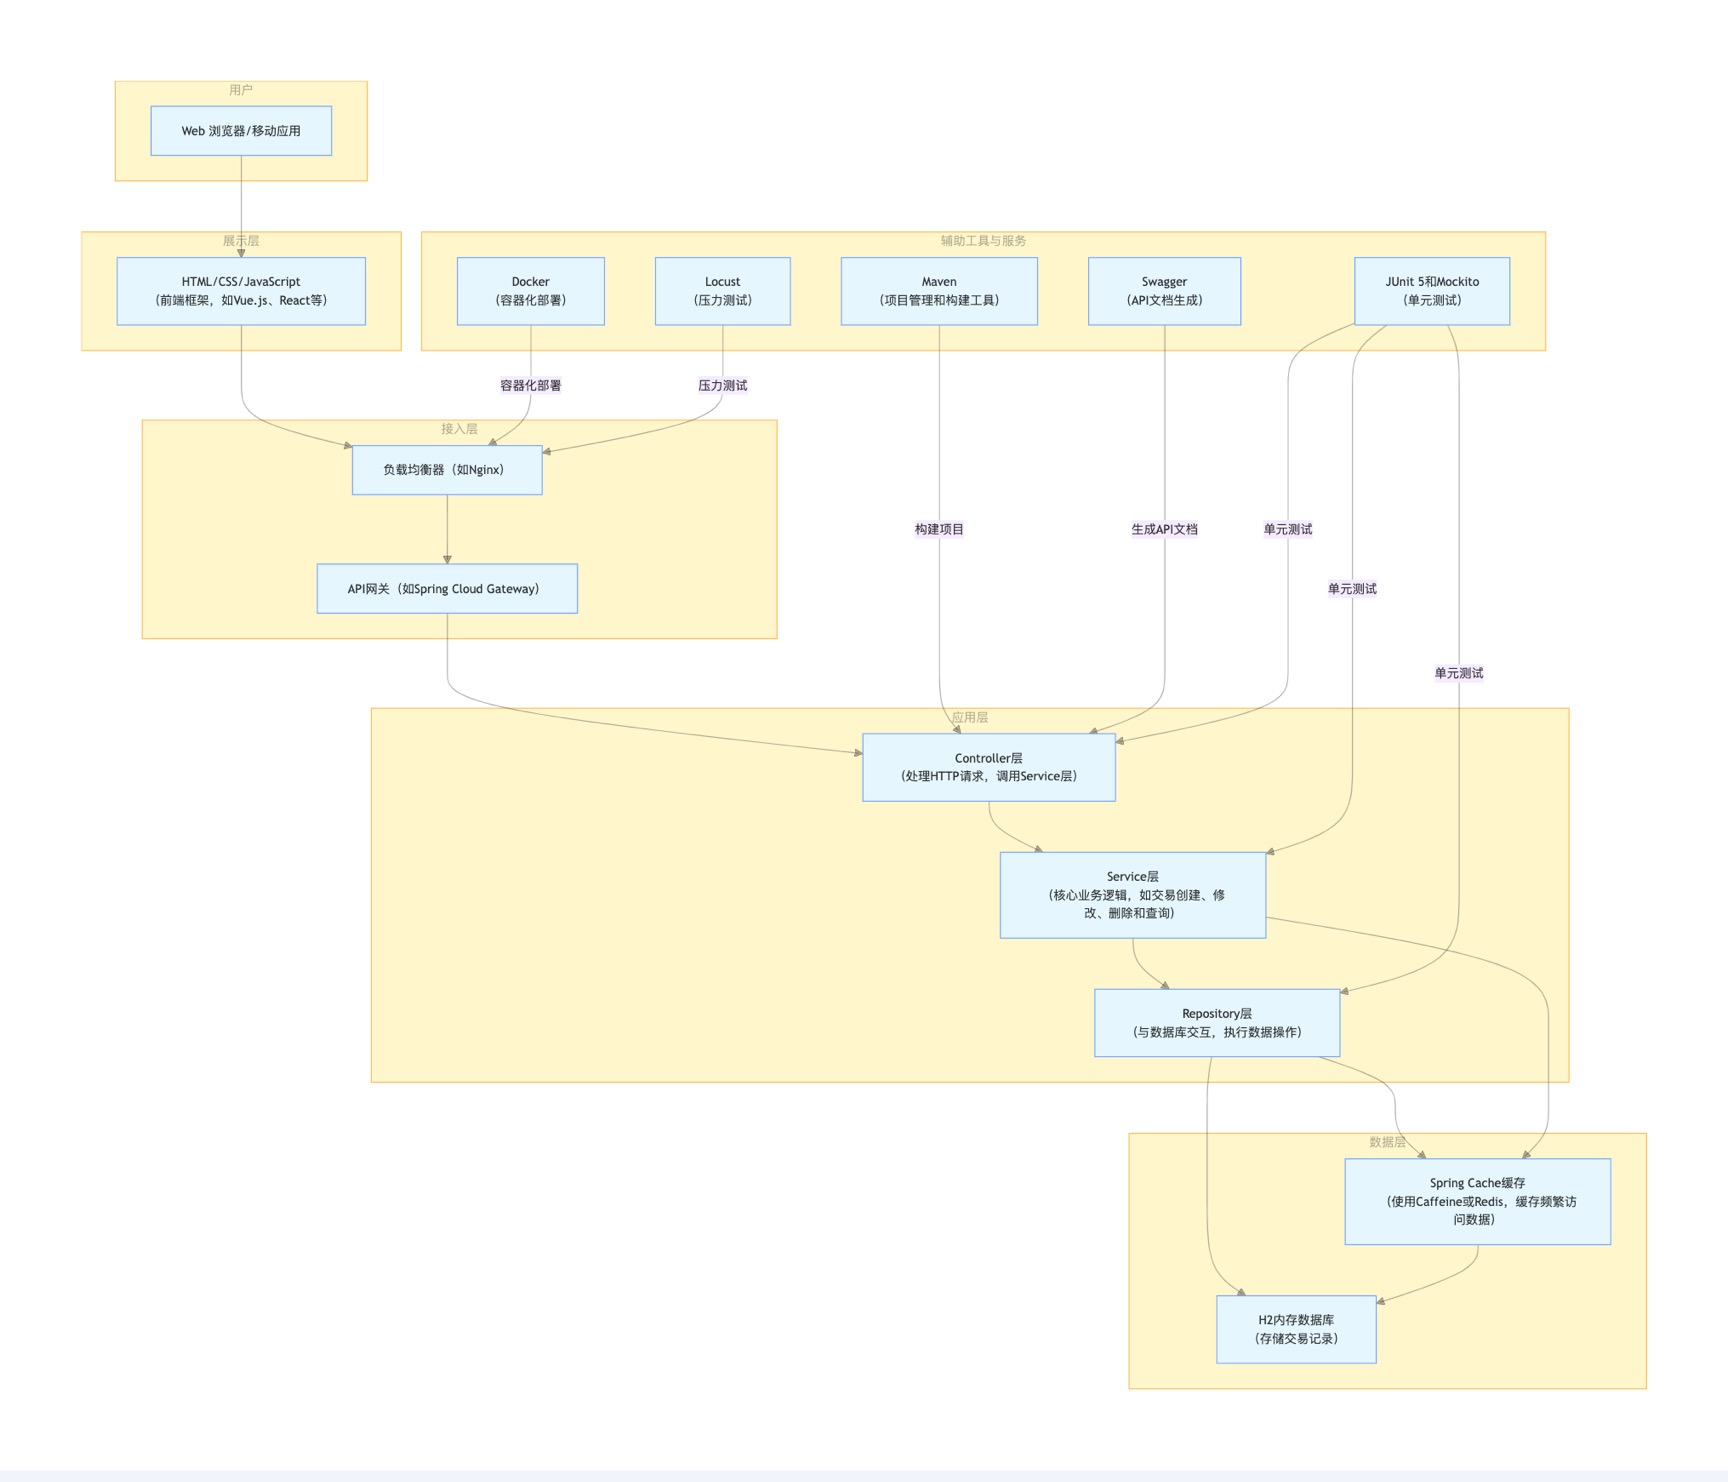 用户
Web 浏览器/移动应用
展示层
HTML/CSS/JavaScript
（前端框架，如Vue.js、React等）
辅助工具与服务
Docker
（容器化部署）
Locust
（压力测试）
Maven
（项目管理和构建工具）
Swagger
（API文档生成）
JUnit 5和Mockito
（单元测试）
容器化部署
压力测试
接入层
负载均衡器（如Nginx）
API网关（如Spring Cloud Gateway）
构建项目
生成API文档
单元测试
单元测试
单元测试
应用层
Controller层
（处理HTTP请求，调用Service层）
Service层
（核心业务逻辑，如交易创建、修
改、删除和查询）
Repository层
（与数据库交互，执行数据操作）
数据层
Spring Cache缓存
（使用Caffeine或Redis，缓存频繁访
问数据）
H2内存数据库
（存储交易记录）